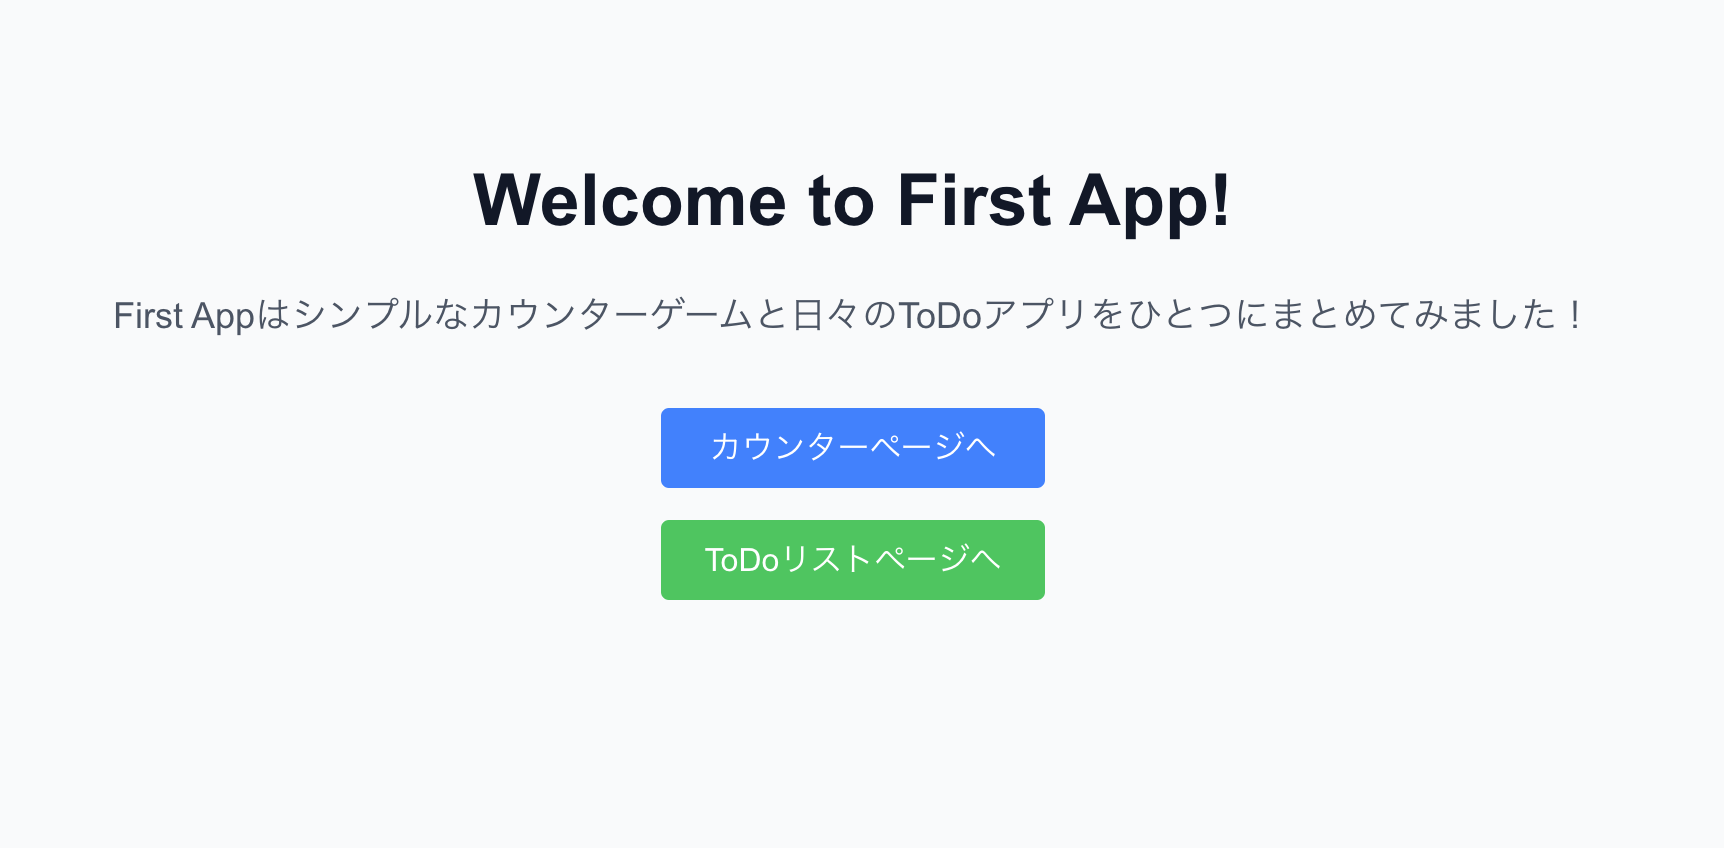 Welcome to First App!
First Appはシンプルなカウンターゲームと日々のToDoアプリをひとつにまとめてみました！
カウンターページへ
ToDoリストページへ